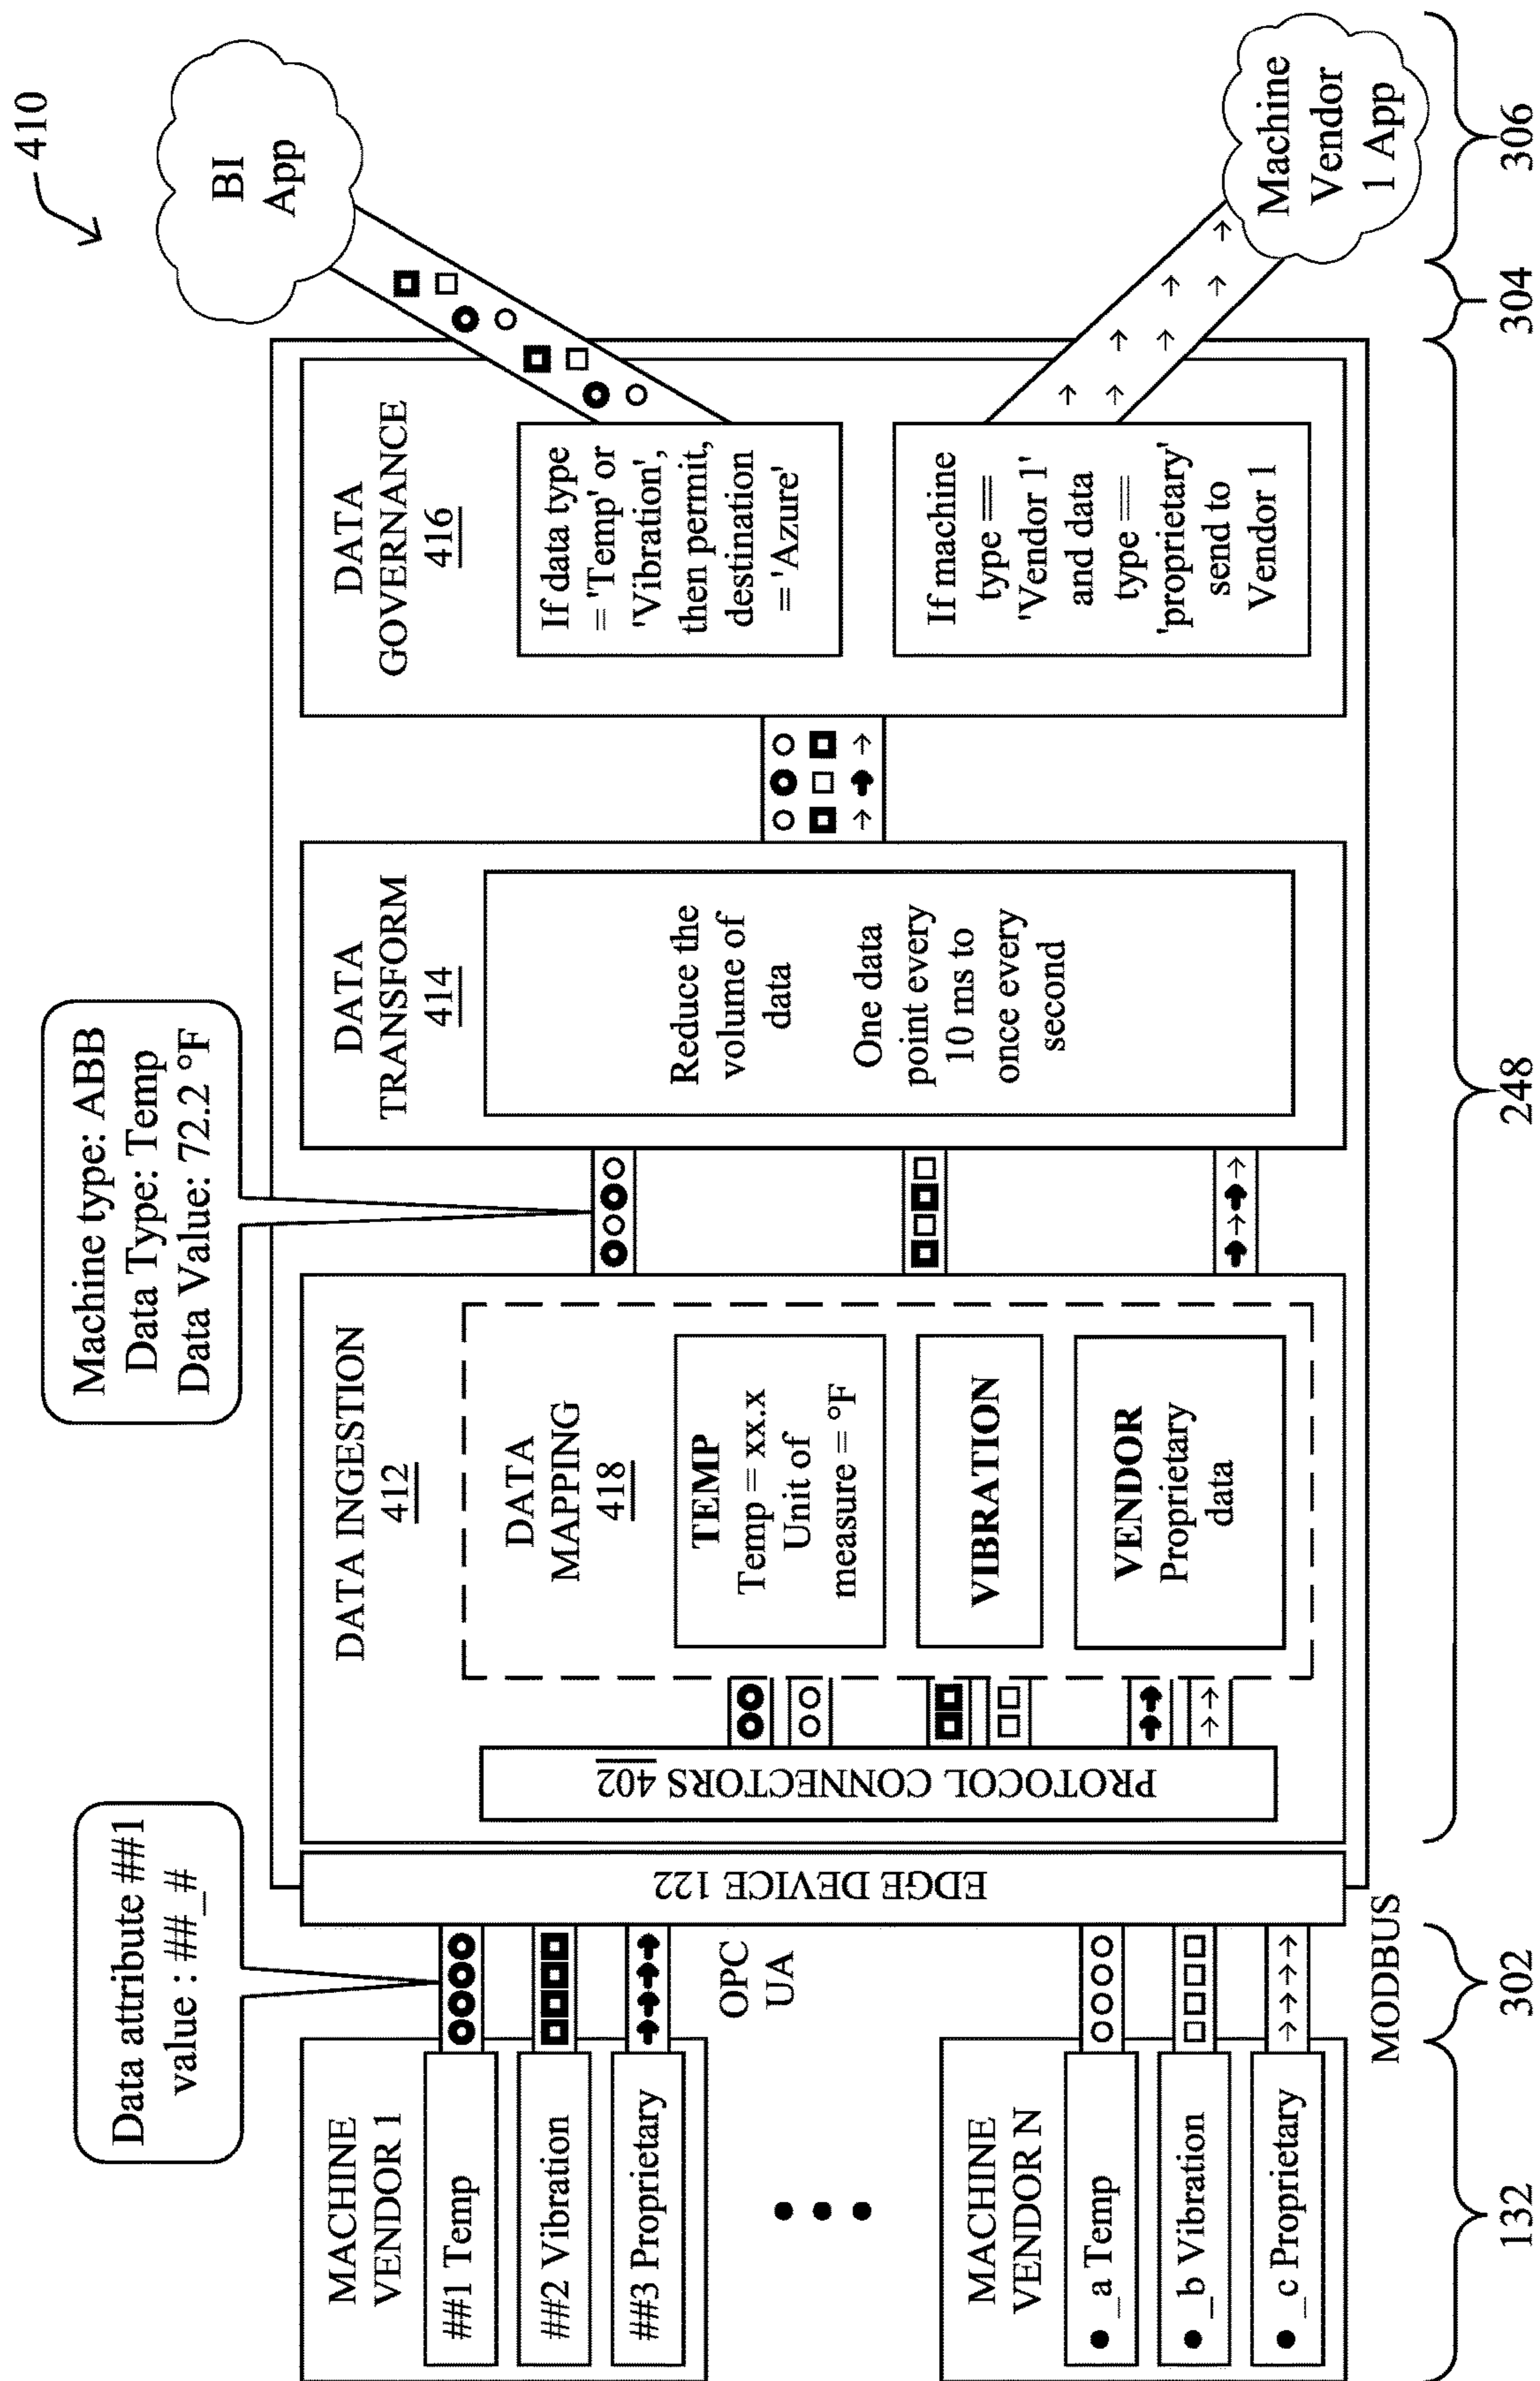 410
Data attribute ##1
value : ##_#
Machine type: ABB
Data Type: Temp
Data Value: 72.2 °F
BI
App
MACHINE
VENDOR 1
##1 Temp
##2 Vibration
##3 Proprietary
OPC
UA
MACHINE
VENDOR N
● _a Temp
● _b Vibration
● _c Proprietary
MODBUS
EDGE DEVICE 122
DATA INGESTION
412
PROTOCOL CONNECTORS 402
DATA
MAPPING
418
TEMP
Temp = xx.x
Unit of
measure = °F
VIBRATION
VENDOR
Proprietary
data
DATA
TRANSFORM
414
Reduce the
volume of
data
One data
point every
10 ms to
once every
second
DATA
GOVERNANCE
416
If data type
= 'Temp' or
'Vibration',
then permit,
destination
= 'Azure'
If machine
type ==
'Vendor 1'
and data
type ==
'proprietary'
send to
Vendor 1
Machine
Vendor
1 App
132
302
248
304
306